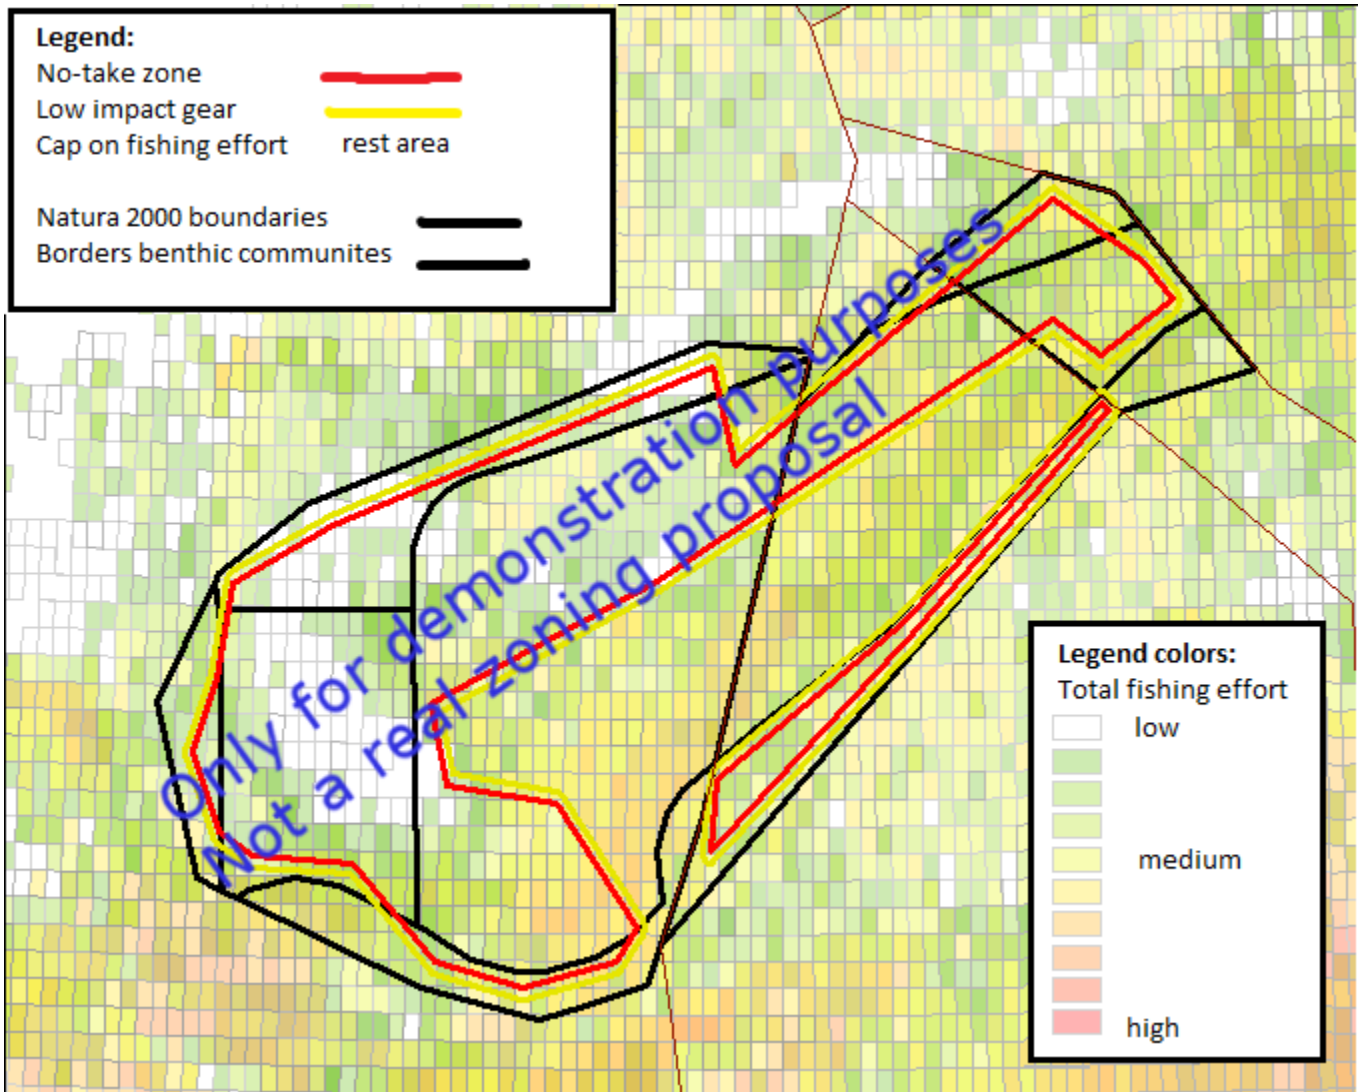 Legend:
No-take zone
Low impact gear
Cap on fishing effort rest area
Natura 2000 boundaries
Borders benthic communites
Only for demonstration purposes
Not a real zoning proposal
Legend colors:
Total fishing effort
low
medium
high